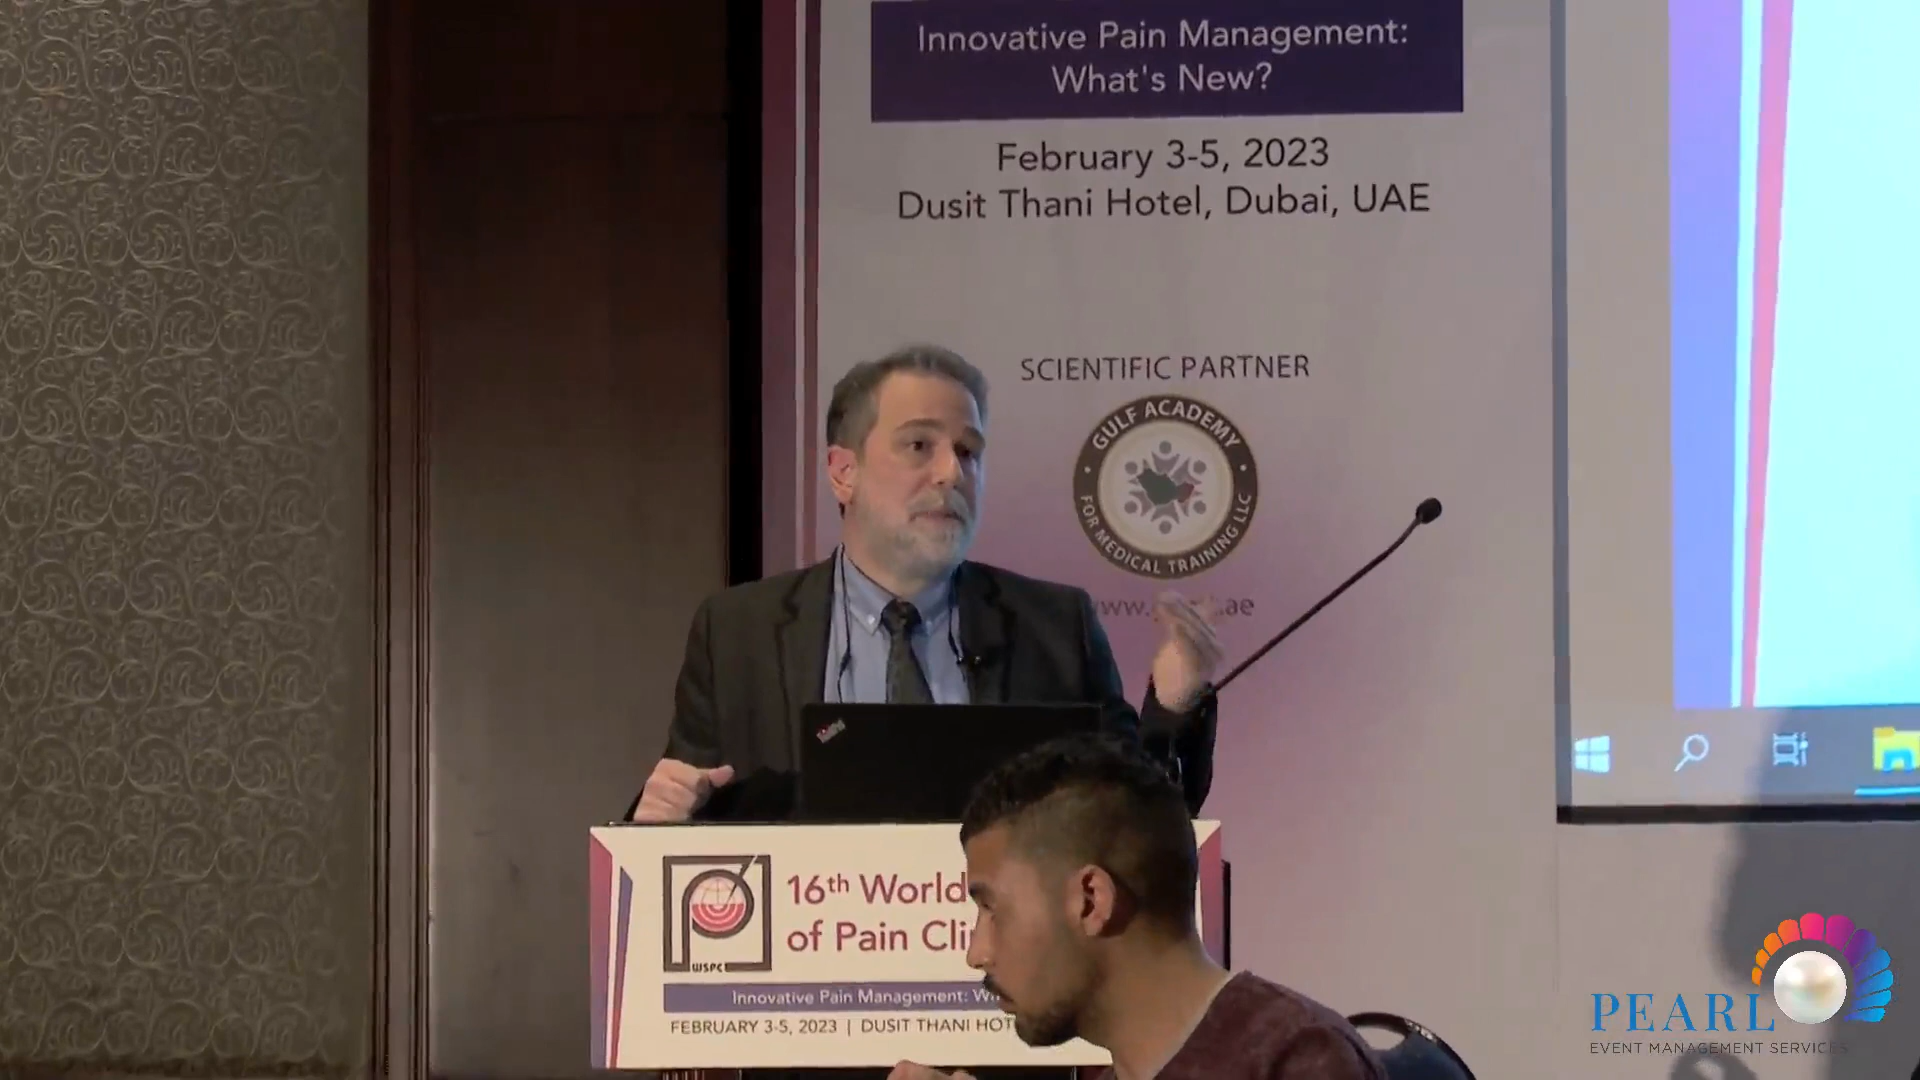 Innovative Pain Management:
What's New?
February 3-5, 2023
Dusit Thani Hotel, Dubai, UAE
SCIENTIFIC PARTNER
GULF ACADEMY
FOR MEDICAL TRAINING LLC
16th World
of Pain
WSPC
Innovative Pain Management:
FEBRUARY 3-5, 2023 | DUSIT THANI
PEARL
EVENT MANAGEMENT SERVICES